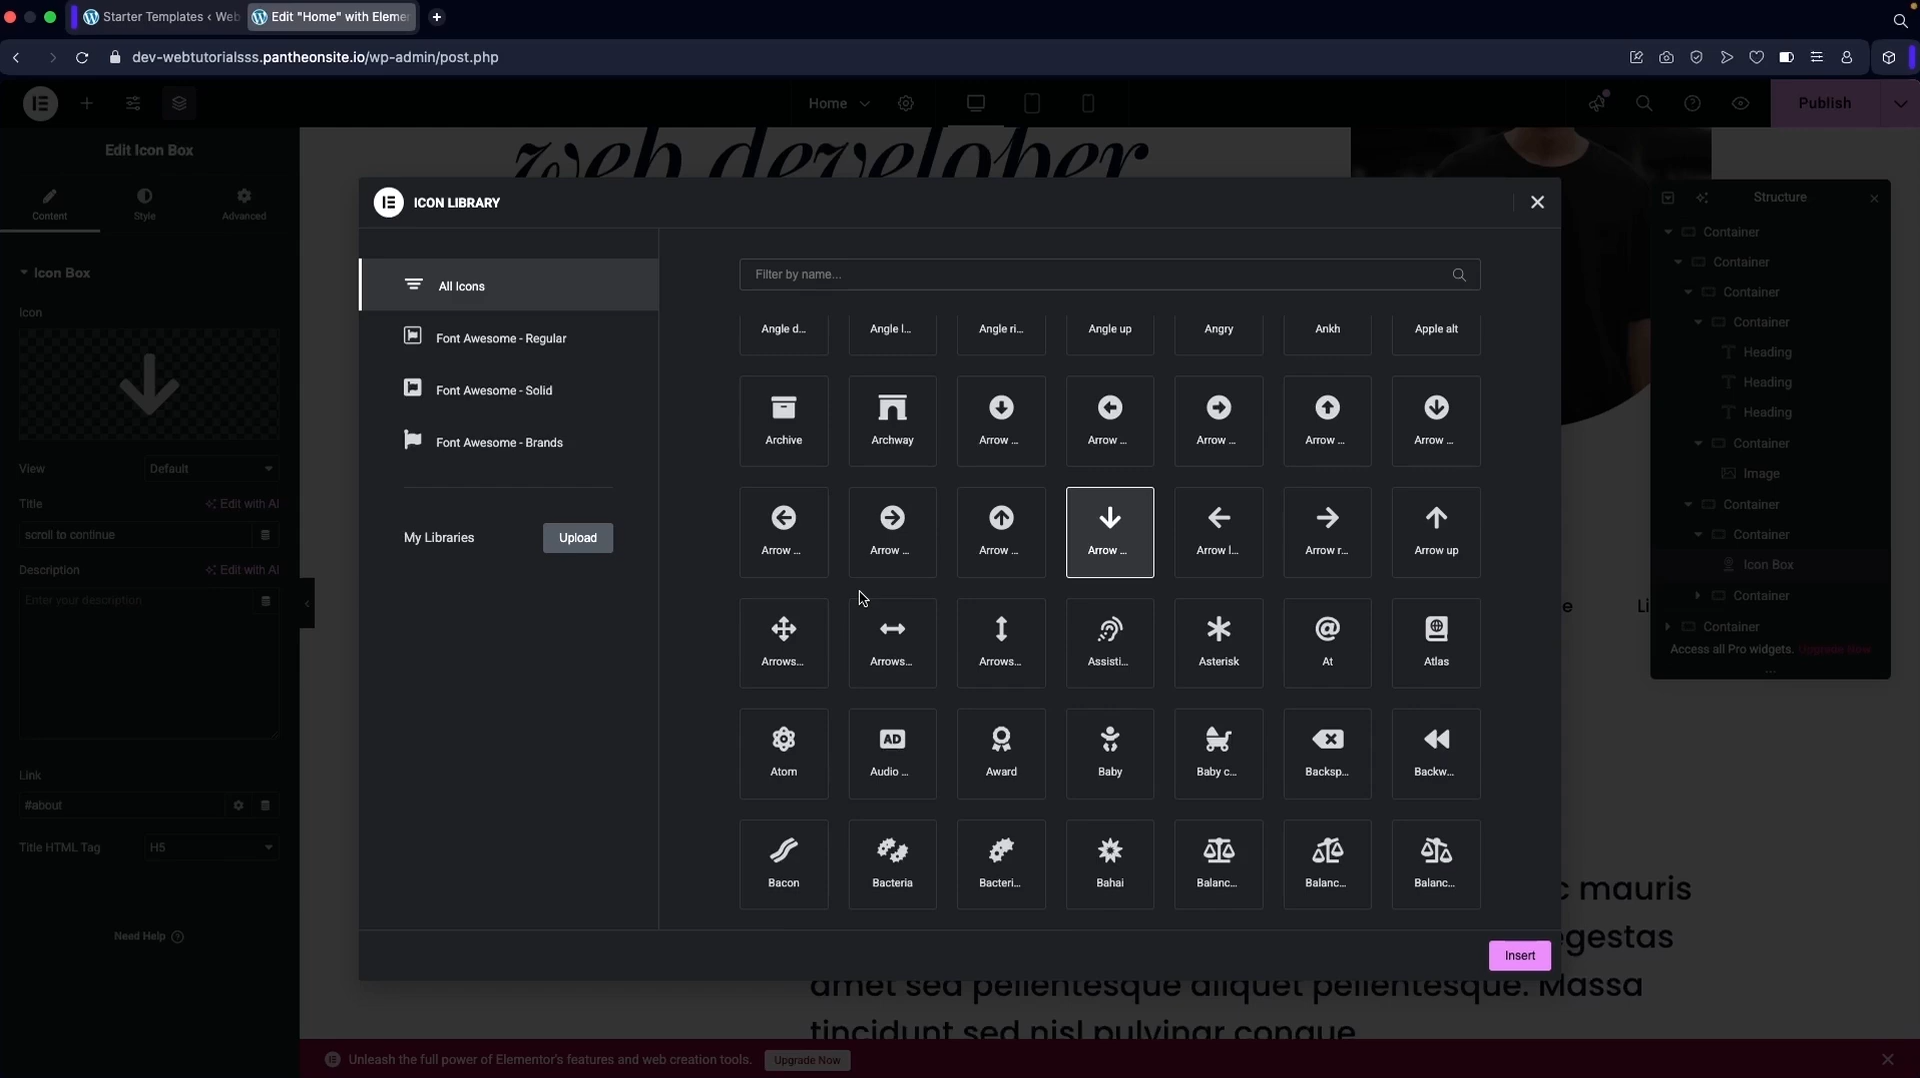 Starter Templates ‹ Web
Edit "Home" with Elemen
dev-webtutorialsss.pantheonsite.io/wp-admin/post.php
Home
Publish
Edit Icon Box
Content
Style
Advanced
Icon Box
Icon
View
Default
Title
Edit with AI
scroll to continue
Description
Edit with AI
Enter your description
Link
#about
Title HTML Tag
H5
Need Help
web developer
ICON LIBRARY
All Icons
Font Awesome - Regular
Font Awesome - Solid
Font Awesome - Brands
My Libraries
Upload
Filter by name...
Angle d... Angle l... Angle ri... Angle up Angry Ankh Apple alt
Archive Archway Arrow ... Arrow ... Arrow ... Arrow ... Arrow ...
Arrow ... Arrow ... Arrow ... Arrow ... Arrow l... Arrow r... Arrow up
Arrows... Arrows... Arrows... Assisti... Asterisk At Atlas
AD
Atom Audio ... Award Baby Baby c... Backsp... Backw...
Bacon Bacteria Bacteri... Bahai Balanc... Balanc... Balanc...
Insert
Structure
Container
Container
Container
Container
Heading
Heading
Heading
Container
Image
Container
Container
Icon Box
Container
Container
Access all Pro widgets. Upgrade Now
e
Li
c mauris
egestas
amet sed pellentesque aliquet pellentesque. Massa
tincidunt sed nisl pulvinar congue
Unleash the full power of Elementor's features and web creation tools.
Upgrade Now